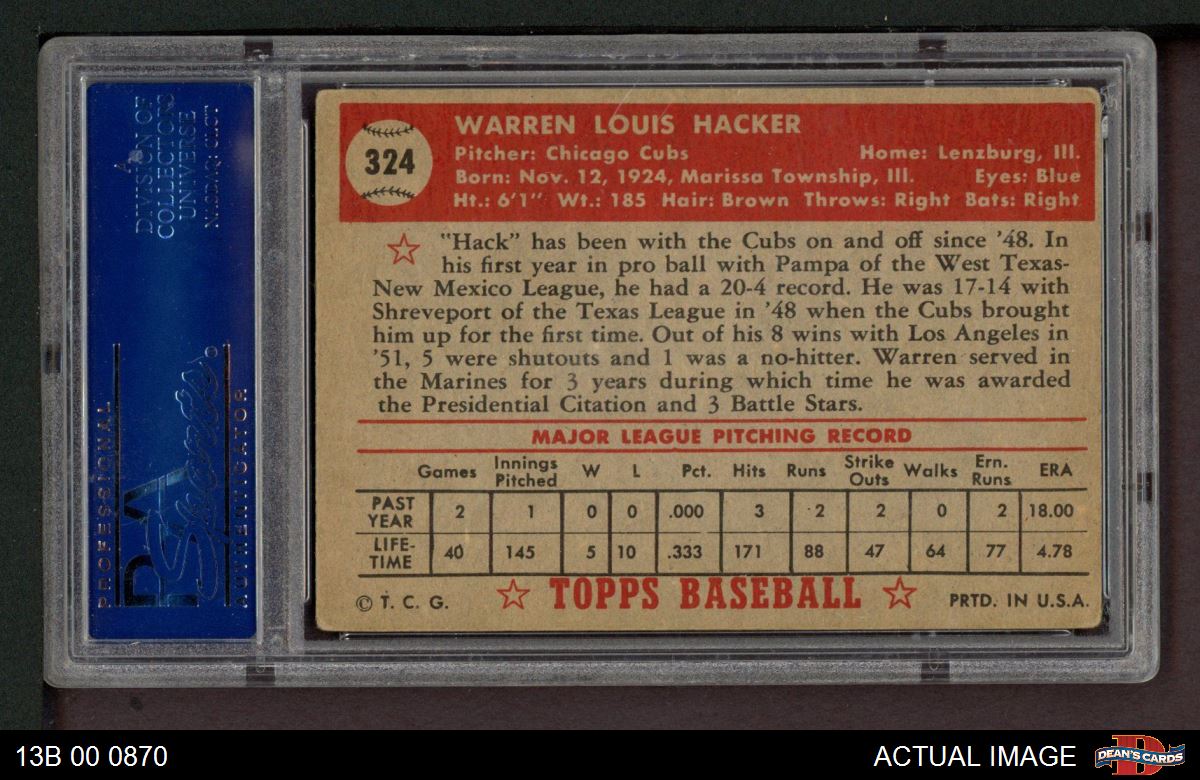 A
DIVISION OF
COLLECTORS
UNIVERSE
NASDAQ: CLCT
PROFESSIONAL
PSA
Sports
AUTHENTICATOR
324
WARREN LOUIS HACKER
Pitcher: Chicago Cubs Home: Lenzburg, Ill.
Born: Nov. 12, 1924, Marissa Township, Ill. Eyes: Blue
Ht.: 6'1" Wt.: 185 Hair: Brown Throws: Right Bats: Right
"Hack" has been with the Cubs on and off since '48. In
his first year in pro ball with Pampa of the West Texas-
New Mexico League, he had a 20-4 record. He was 17-14 with
Shreveport of the Texas League in '48 when the Cubs brought
him up for the first time. Out of his 8 wins with Los Angeles in
'51, 5 were shutouts and 1 was a no-hitter. Warren served in
the Marines for 3 years during which time he was awarded
the Presidential Citation and 3 Battle Stars.
MAJOR LEAGUE PITCHING RECORD
Games Innings Pitched W L Pct. Hits Runs Strike Outs Walks Ern. Runs ERA
PAST YEAR 2 1 0 0 .000 3 2 2 0 2 18.00
LIFE-TIME 40 145 5 10 .333 171 88 47 64 77 4.78
© T. C. G. TOPPS BASEBALL PRTD. IN U.S.A.
13B 00 0870 ACTUAL IMAGE DEAN'S CARDS